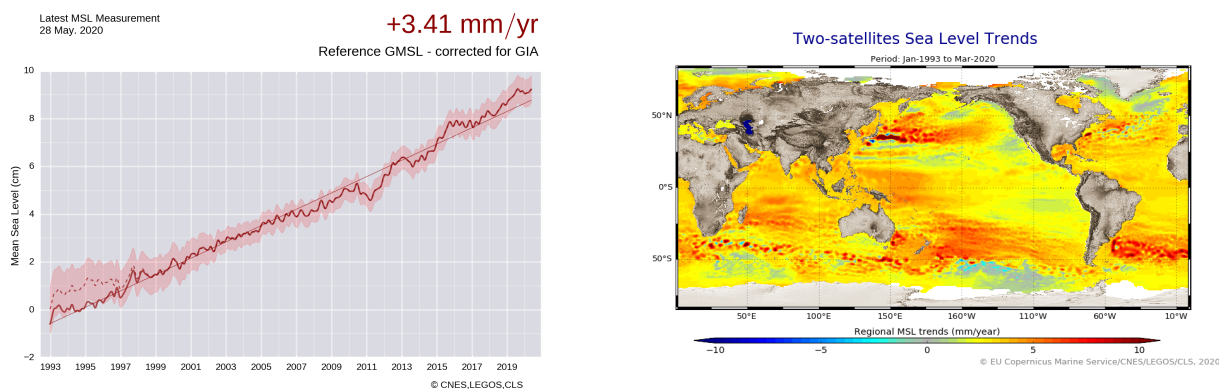 Latest MSL Measurement
28 May. 2020
+3.41 mm/yr
Reference GMSL - corrected for GIA
10
8
6
4
2
0
−2
Mean Sea Level (cm)
1993 1995 1997 1999 2001 2003 2005 2007 2009 2011 2013 2015 2017 2019
© CNES,LEGOS,CLS
Two-satellites Sea Level Trends
Period: Jan-1993 to Mar-2020
50°N
0°S
50°S
50°E 100°E 150°E 160°W 110°W 60°W 10°W
Regional MSL trends (mm/year)
−10 −5 0 5 10
© EU Copernicus Marine Service/CNES/LEGOS/CLS, 2020